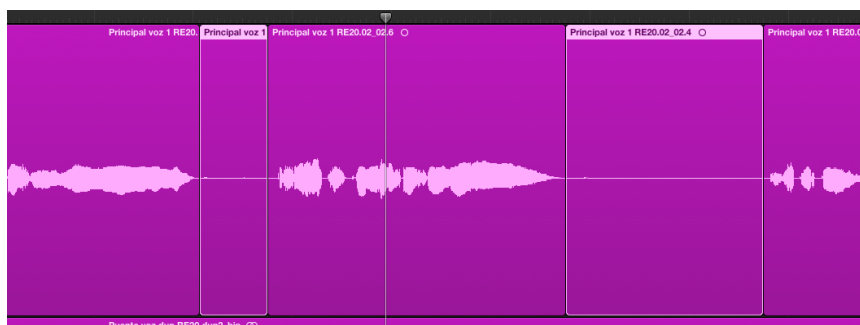 Principal voz 1 RE20.
Principal voz 1
Principal voz 1 RE20.02_02.6
Principal voz 1 RE20.02_02.4
Principal voz 1 RE20.0